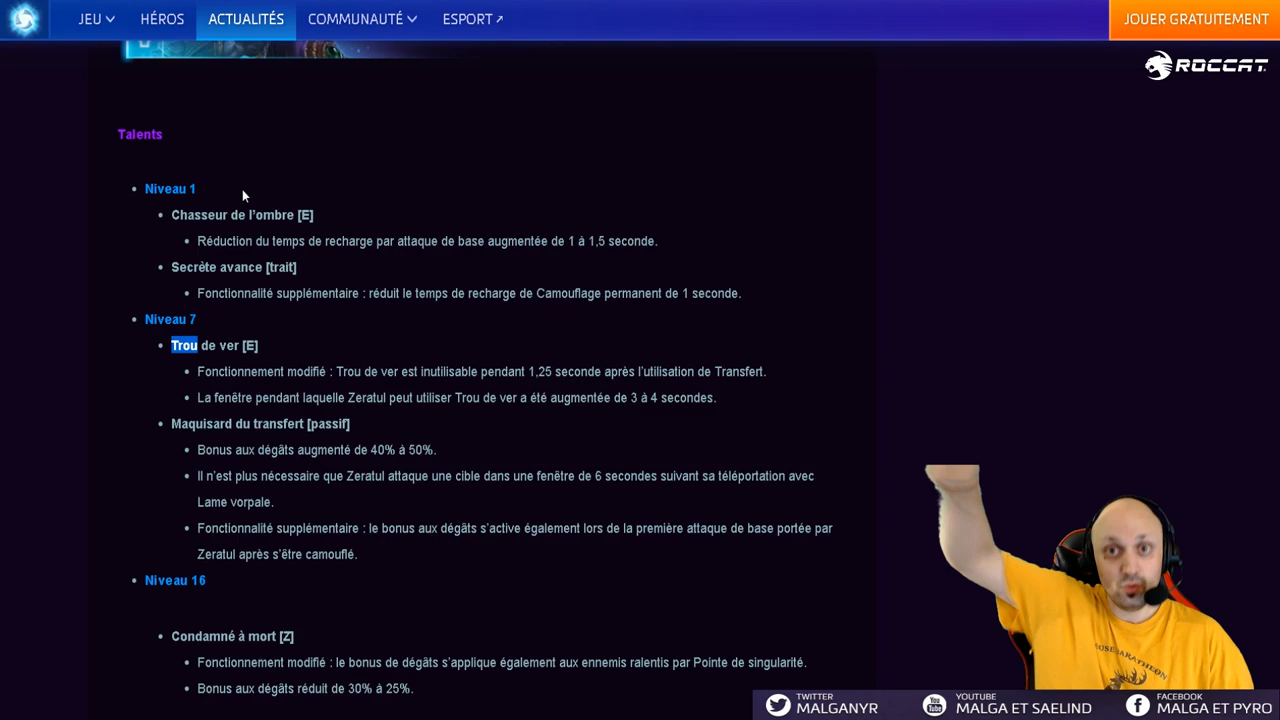 JEU
HÉROS
ACTUALITÉS
COMMUNAUTÉ
ESPORT
JOUER GRATUITEMENT
ROCCAT
Talents
Niveau 1
Chasseur de l'ombre [E]
Réduction du temps de recharge par attaque de base augmentée de 1 à 1,5 seconde.
Secrète avance [trait]
Fonctionnalité supplémentaire : réduit le temps de recharge de Camouflage permanent de 1 seconde.
Niveau 7
Trou de ver [E]
Fonctionnement modifié : Trou de ver est inutilisable pendant 1,25 seconde après l'utilisation de Transfert.
La fenêtre pendant laquelle Zeratul peut utiliser Trou de ver a été augmentée de 3 à 4 secondes.
Maquisard du transfert [passif]
Bonus aux dégâts augmenté de 40% à 50%.
Il n'est plus nécessaire que Zeratul attaque une cible dans une fenêtre de 6 secondes suivant sa téléportation avec
Lame vorpale.
Fonctionnalité supplémentaire : le bonus aux dégâts s'active également lors de la première attaque de base portée par
Zeratul après s'être camouflé.
Niveau 16
Condamné à mort [Z]
Fonctionnement modifié : le bonus de dégâts s'applique également aux ennemis ralentis par Pointe de singularité.
Bonus aux dégâts réduit de 30% à 25%.
TWITTER
MALGANYR
YOUTUBE
MALGA ET SAELIND
FACEBOOK
MALGA ET PYRO